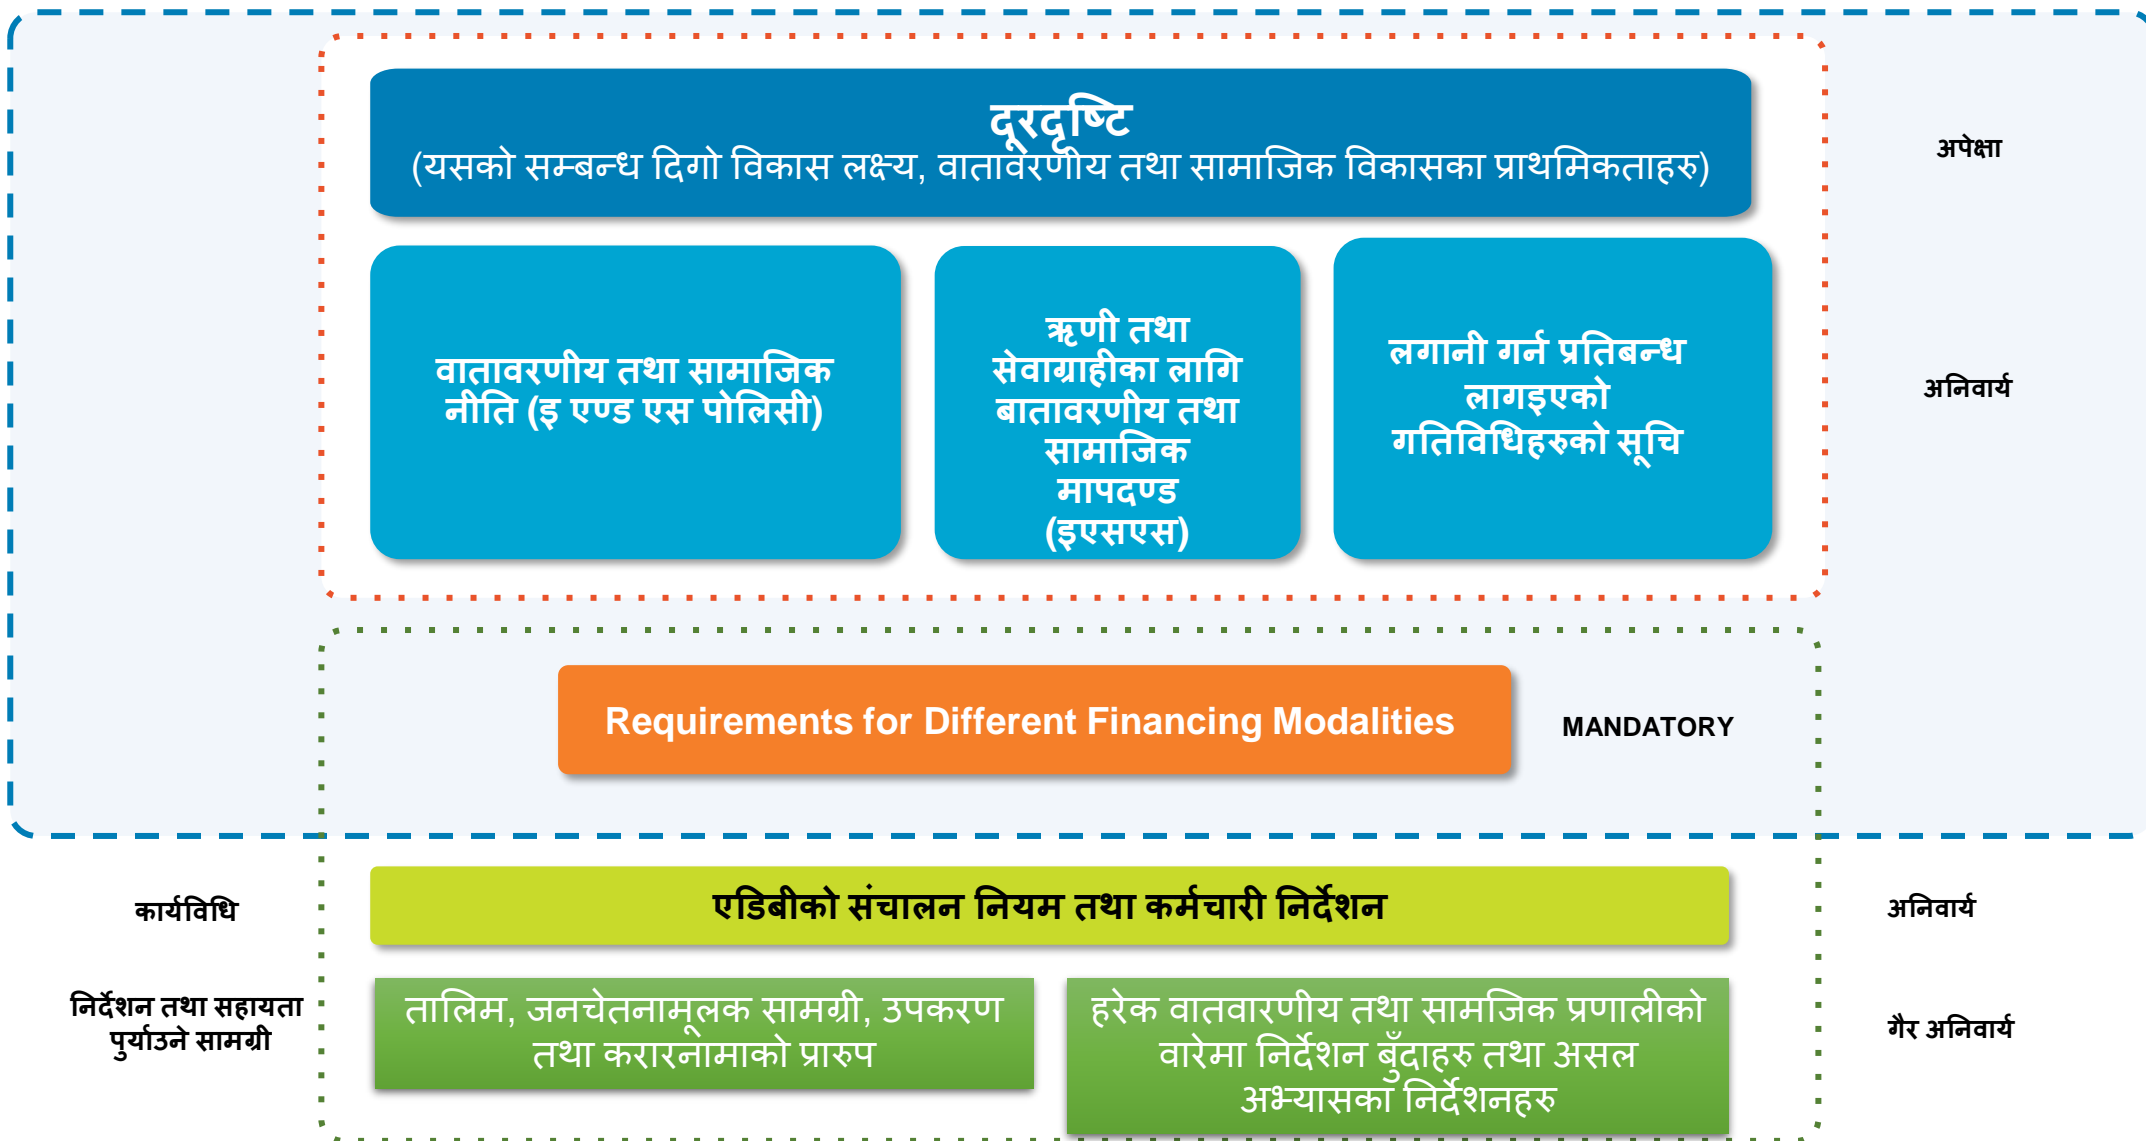 दूरदृष्टि
(यसको सम्बन्ध दिगो विकास लक्ष्य, वातावरणीय तथा सामाजिक विकासका प्राथमिकताहरु)
अपेक्षा
वातावरणीय तथा सामाजिक
नीति (इ एण्ड एस पोलिसी)
ऋणी तथा
सेवाग्राहीका लागि
बातावरणीय तथा
सामाजिक
मापदण्ड
(इएसएस)
लगानी गर्न प्रतिबन्ध
लागइएको
गतिविधिहरुको सूचि
अनिवार्य
Requirements for Different Financing Modalities
MANDATORY
कार्यविधि
एडिबीको संचालन नियम तथा कर्मचारी निर्देशन
अनिवार्य
निर्देशन तथा सहायता
पुर्याउने सामग्री
तालिम, जनचेतनामूलक सामग्री, उपकरण
तथा करारनामाको प्रारुप
हरेक वातवारणीय तथा सामजिक प्रणालीको
वारेमा निर्देशन बुँदाहरु तथा असल
अभ्यासका निर्देशनहरु
गैर अनिवार्य